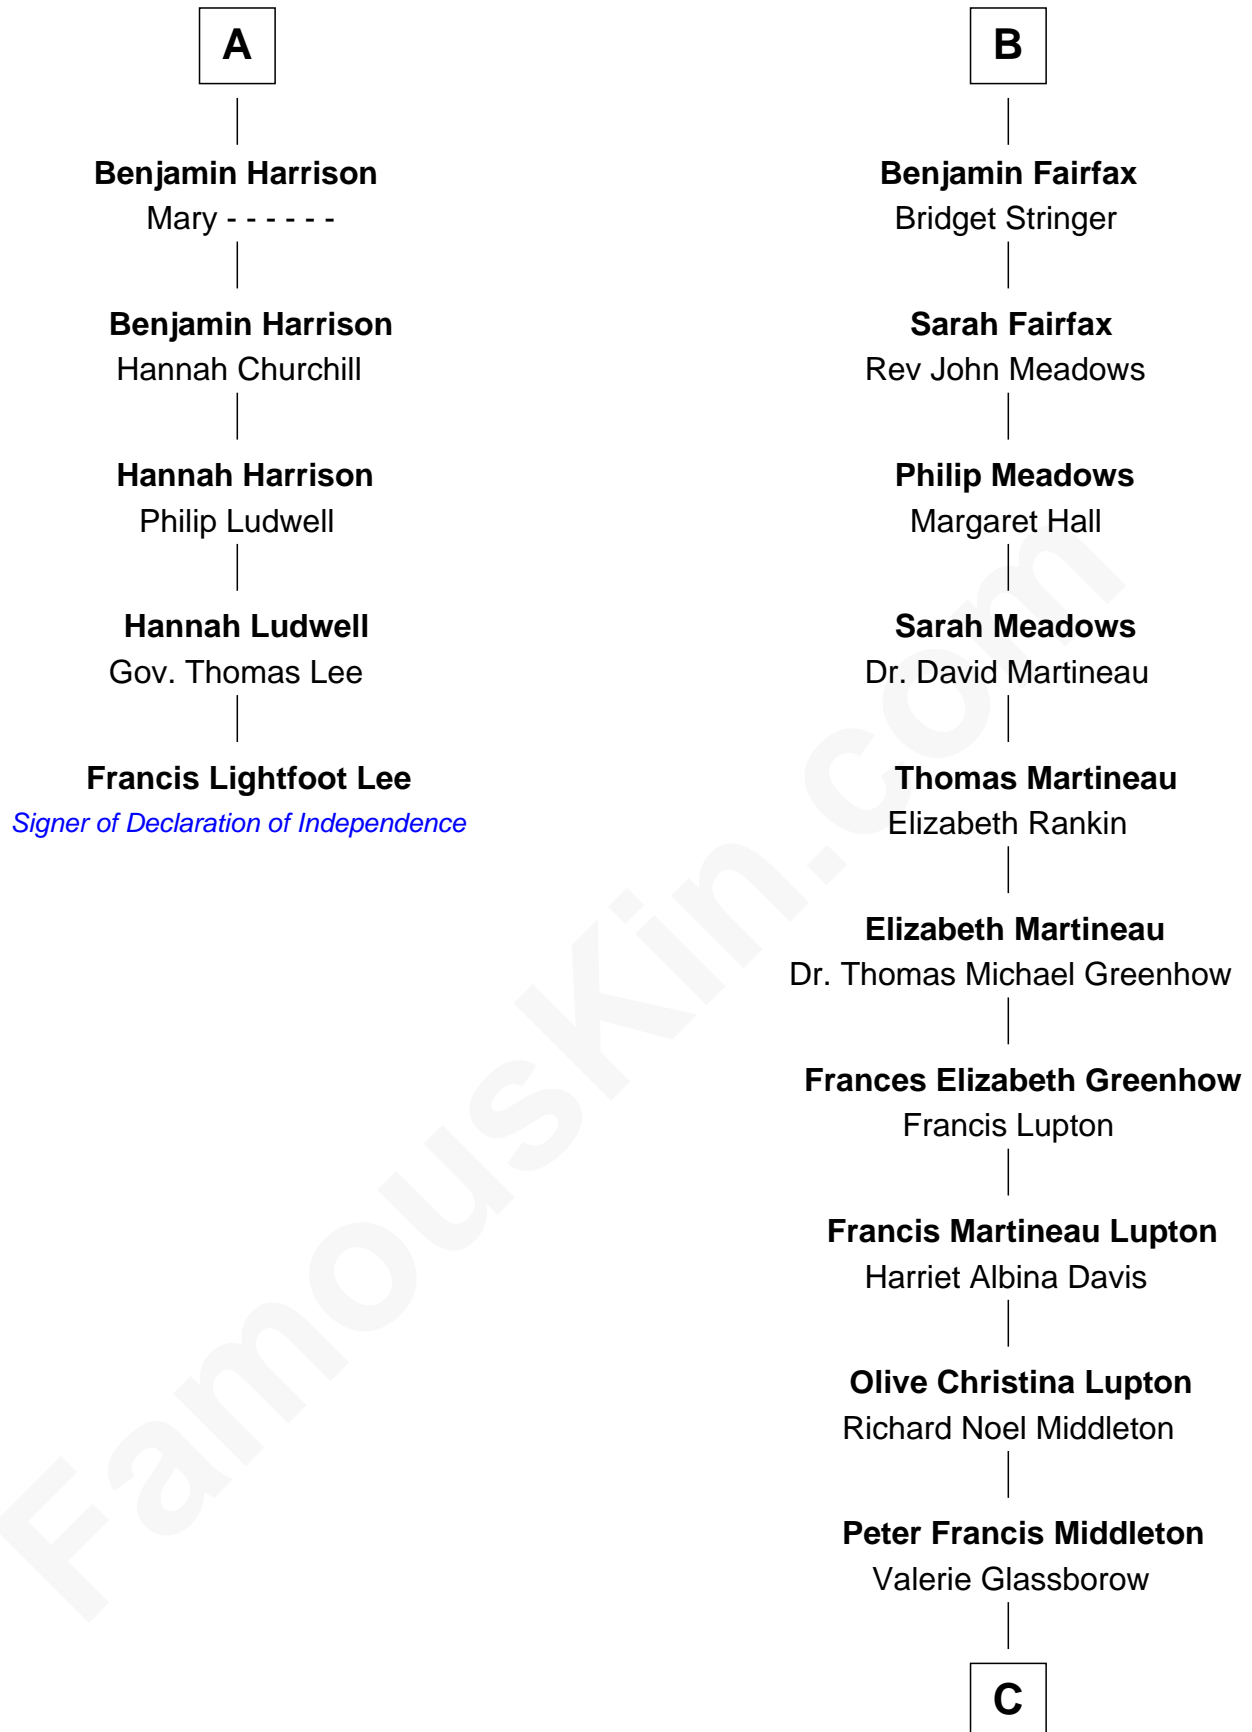 A
Benjamin Harrison
Mary - - - - - -
Benjamin Harrison
Hannah Churchill
Hannah Harrison
Philip Ludwell
Hannah Ludwell
Gov. Thomas Lee
Francis Lightfoot Lee
Signer of Declaration of Independence
B
Benjamin Fairfax
Bridget Stringer
Sarah Fairfax
Rev John Meadows
Philip Meadows
Margaret Hall
Sarah Meadows
Dr. David Martineau
Thomas Martineau
Elizabeth Rankin
Elizabeth Martineau
Dr. Thomas Michael Greenhow
Frances Elizabeth Greenhow
Francis Lupton
Francis Martineau Lupton
Harriet Albina Davis
Olive Christina Lupton
Richard Noel Middleton
Peter Francis Middleton
Valerie Glassborow
C
FamousKin.com